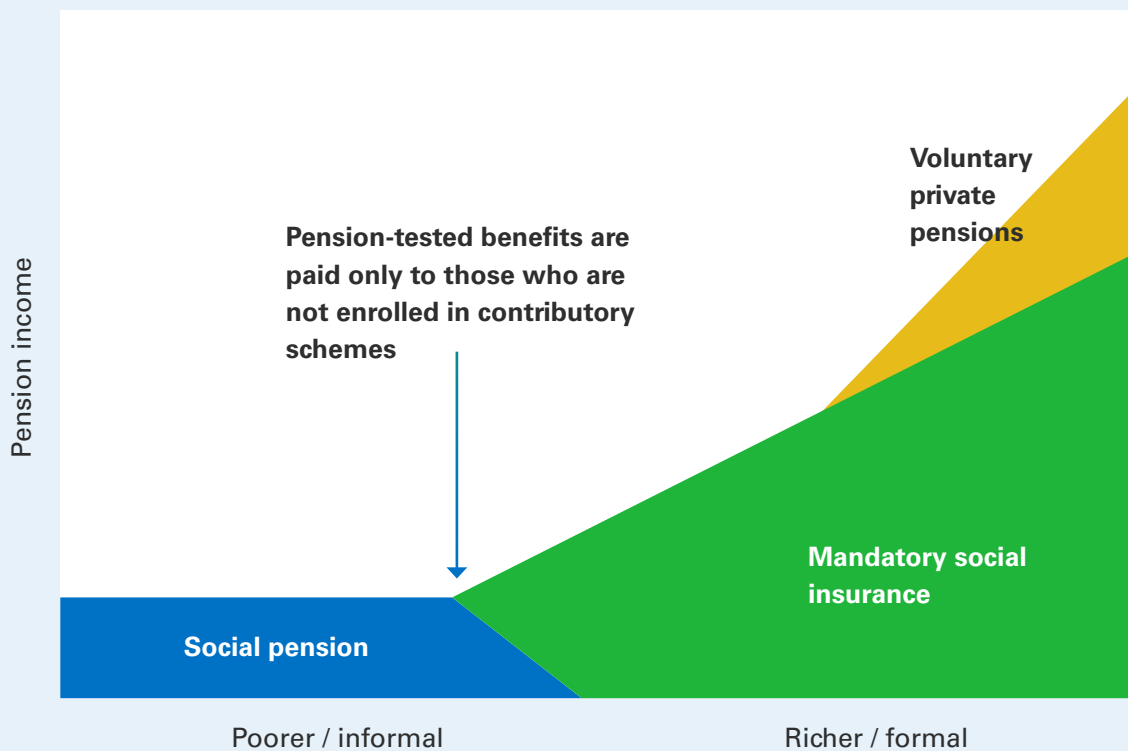 Voluntary
private
pensions
Pension-tested benefits are
paid only to those who are
not enrolled in contributory
schemes
Pension income
Mandatory social
insurance
Social pension
Poorer / informal
Richer / formal